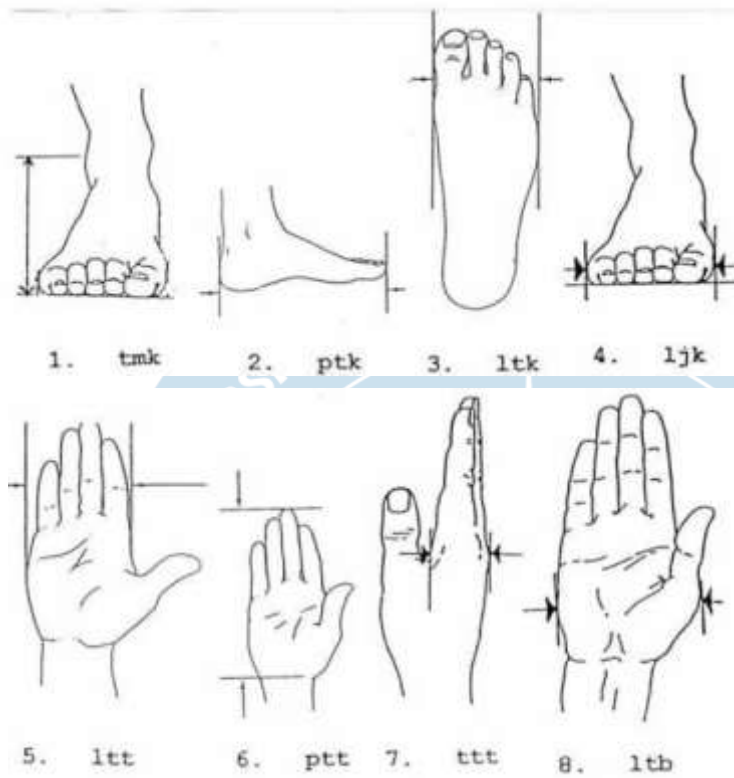 1. tmk
2. ptk
3. ltk
4. ljk
5. ltt
6. ptt
7. ttt
8. ltb